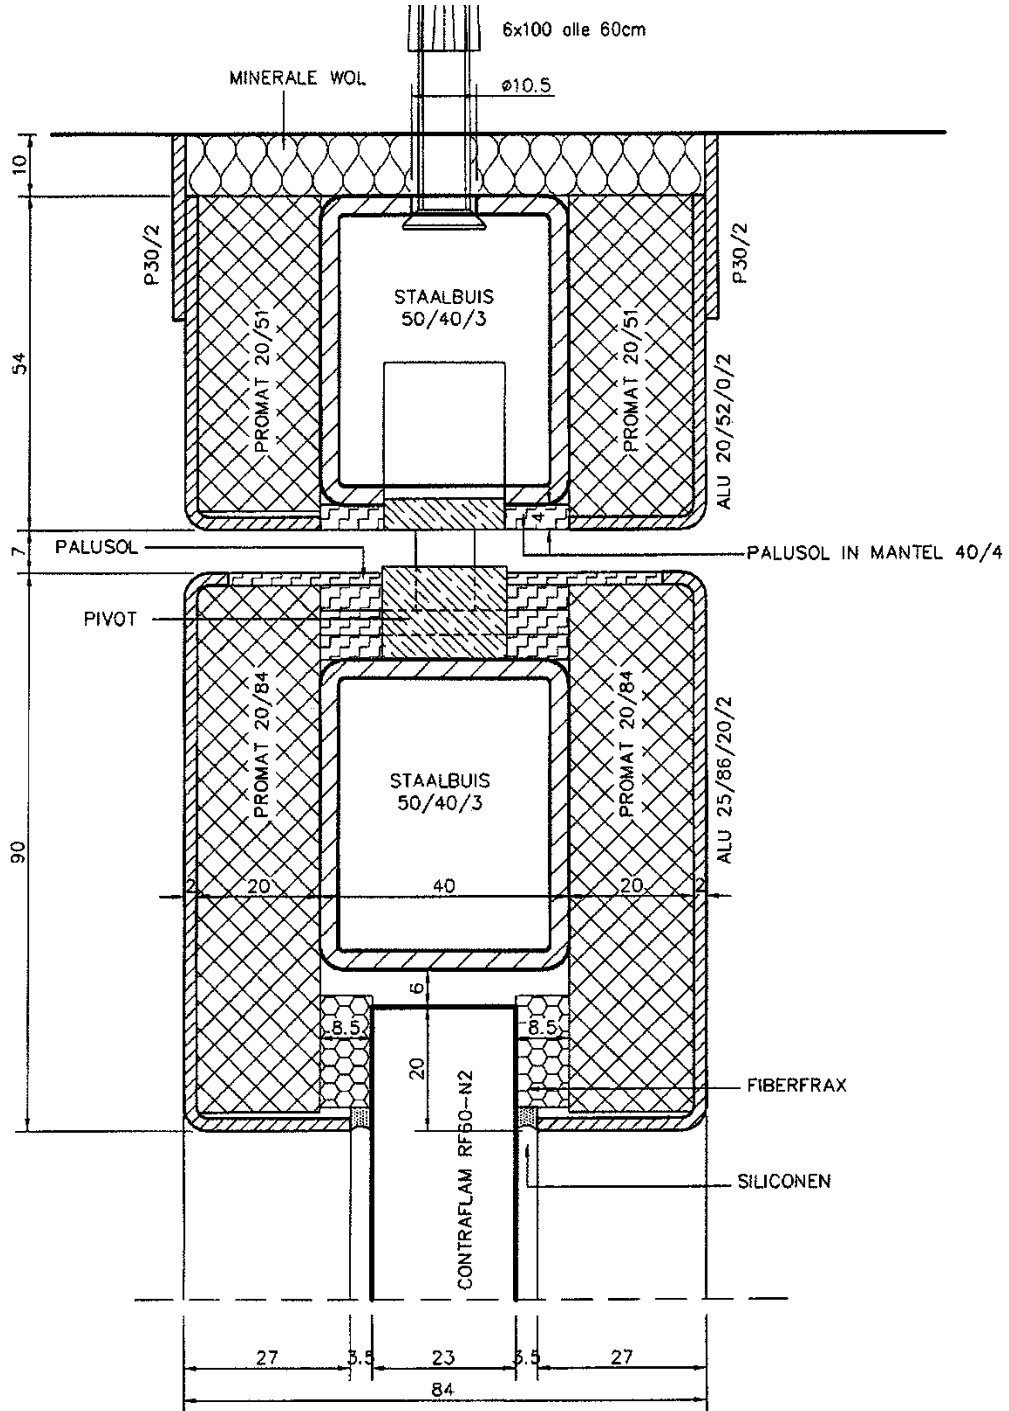 6x100 alle 60cm
MINERALE WOL
ø10.5
10
P30/2
P30/2
STAALBUIS
50/40/3
PROMAT 20/51
PROMAT 20/51
54
ALU 20/52/0/2
4
7
PALUSOL
PALUSOL IN MANTEL 40/4
PIVOT
PROMAT 20/84
PROMAT 20/84
STAALBUIS
50/40/3
ALU 25/86/20/2
90
2
20
40
20
2
6
8.5
8.5
20
FIBERFRAX
CONTRAFLAM RF60-N2
SILICONEN
27
3.5
23
3.5
27
84